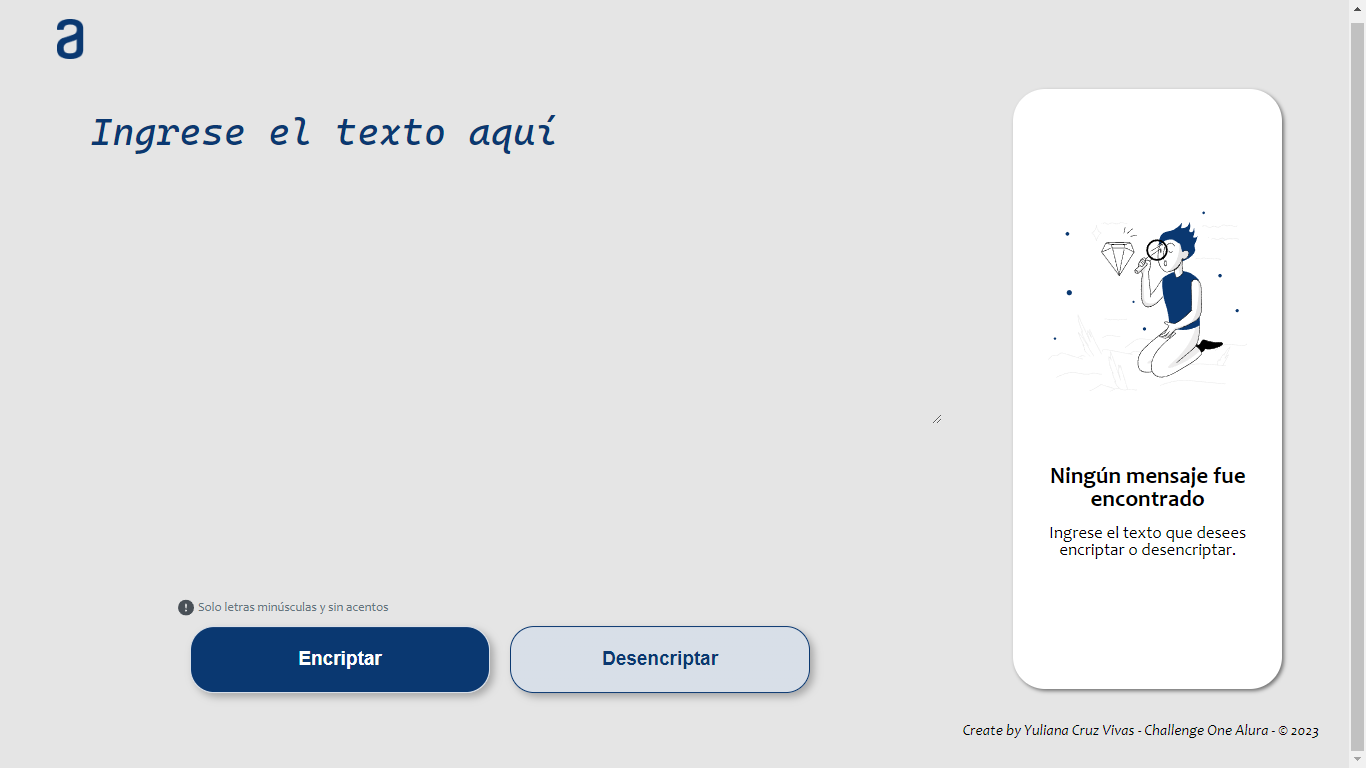 a
Ingrese el texto aquí
Ningún mensaje fue
encontrado
Ingrese el texto que desees
encriptar o desencriptar.
Solo letras minúsculas y sin acentos
Encriptar
Desencriptar
Create by Yuliana Cruz Vivas - Challenge One Alura - © 2023